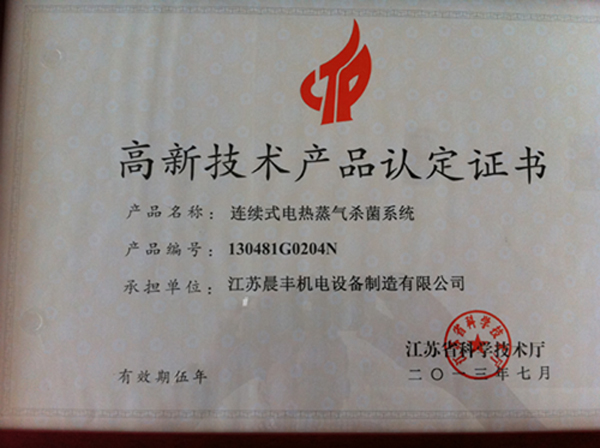 CTP
高新技术产品认定证书
产品名称：连续式电热蒸气杀菌系统
产品编号：130481G0204N
承担单位：江苏晨丰机电设备制造有限公司
江苏省科学技术厅
二〇一三年七月
有效期伍年